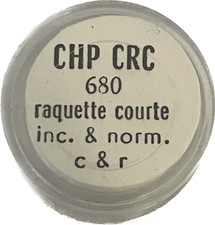 CHP CRC
680
raquette courte
inc. & norm.
c & r